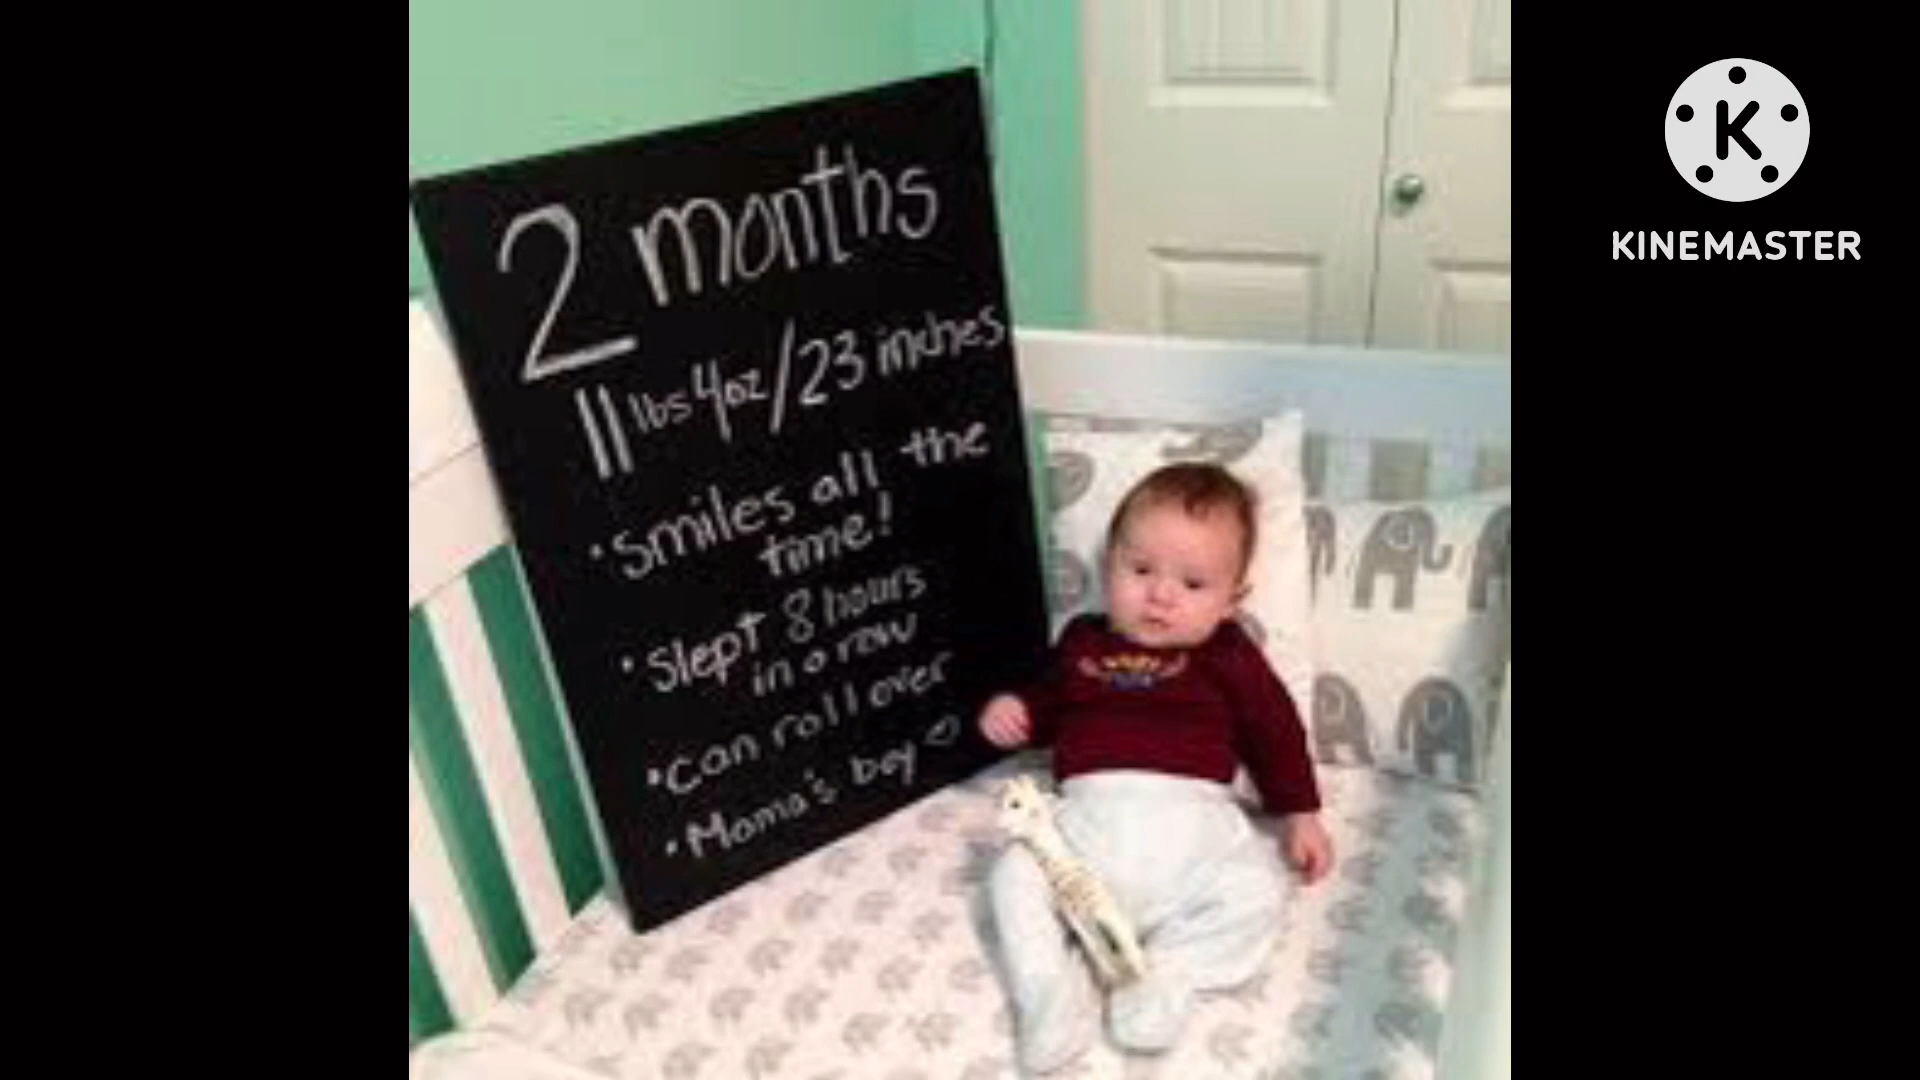 2 months
11 lbs 4oz/23 inches
• Smiles all the
time!
• Slept 8 hours
in a row
• Can roll over
• Mama's boy ♡
K
KINEMASTER